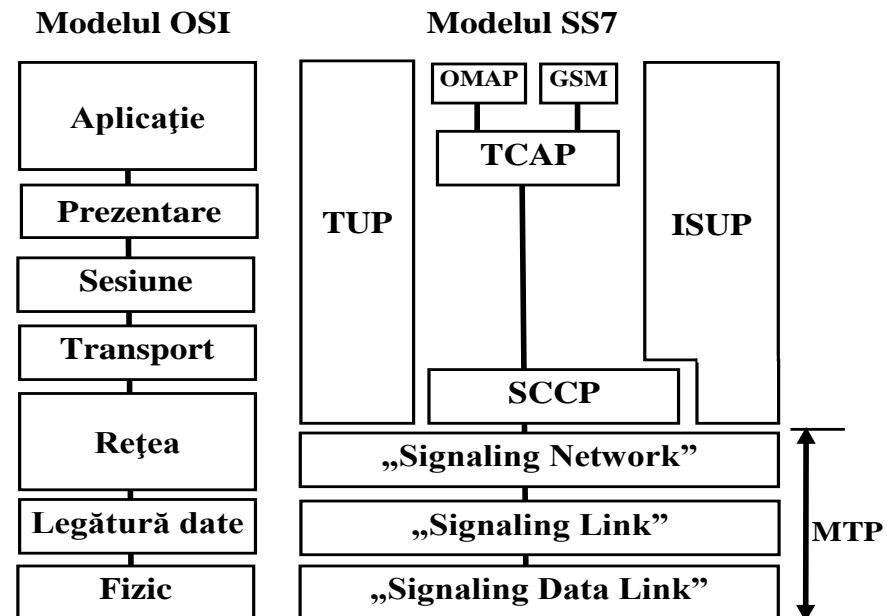 Modelul OSI
Modelul SS7
Aplicaţie
Prezentare
Sesiune
Transport
Reţea
Legătură date
Fizic
TUP
OMAP
GSM
TCAP
ISUP
SCCP
„Signaling Network”
„Signaling Link”
„Signaling Data Link”
MTP